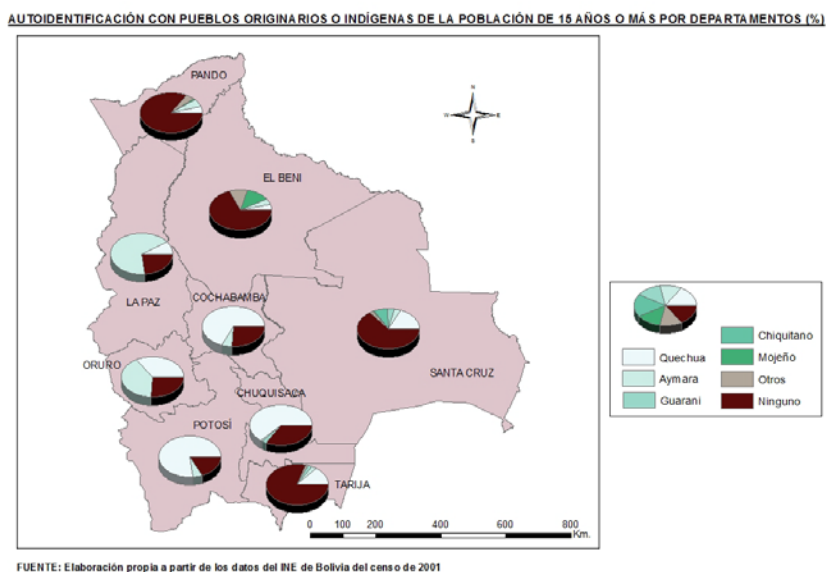 AUTOIDENTIFICACIÓN CON PUEBLOS ORIGINARIOS O INDÍGENAS DE LA POBLACIÓN DE 15 AÑOS O MÁS POR DEPARTAMENTOS (%)
PANDO
N
W E
S
EL BENI
LA PAZ
COCHABAMBA
ORURO
SANTA CRUZ
CHUQUISACA
POTOSÍ
TARIJA
0 100 200 400 600 800
Km.
Quechua
Aymara
Guarani
Chiquitano
Mojeño
Otros
Ninguno
FUENTE: Elaboración propia a partir de los datos del INE de Bolivia del censo de 2001